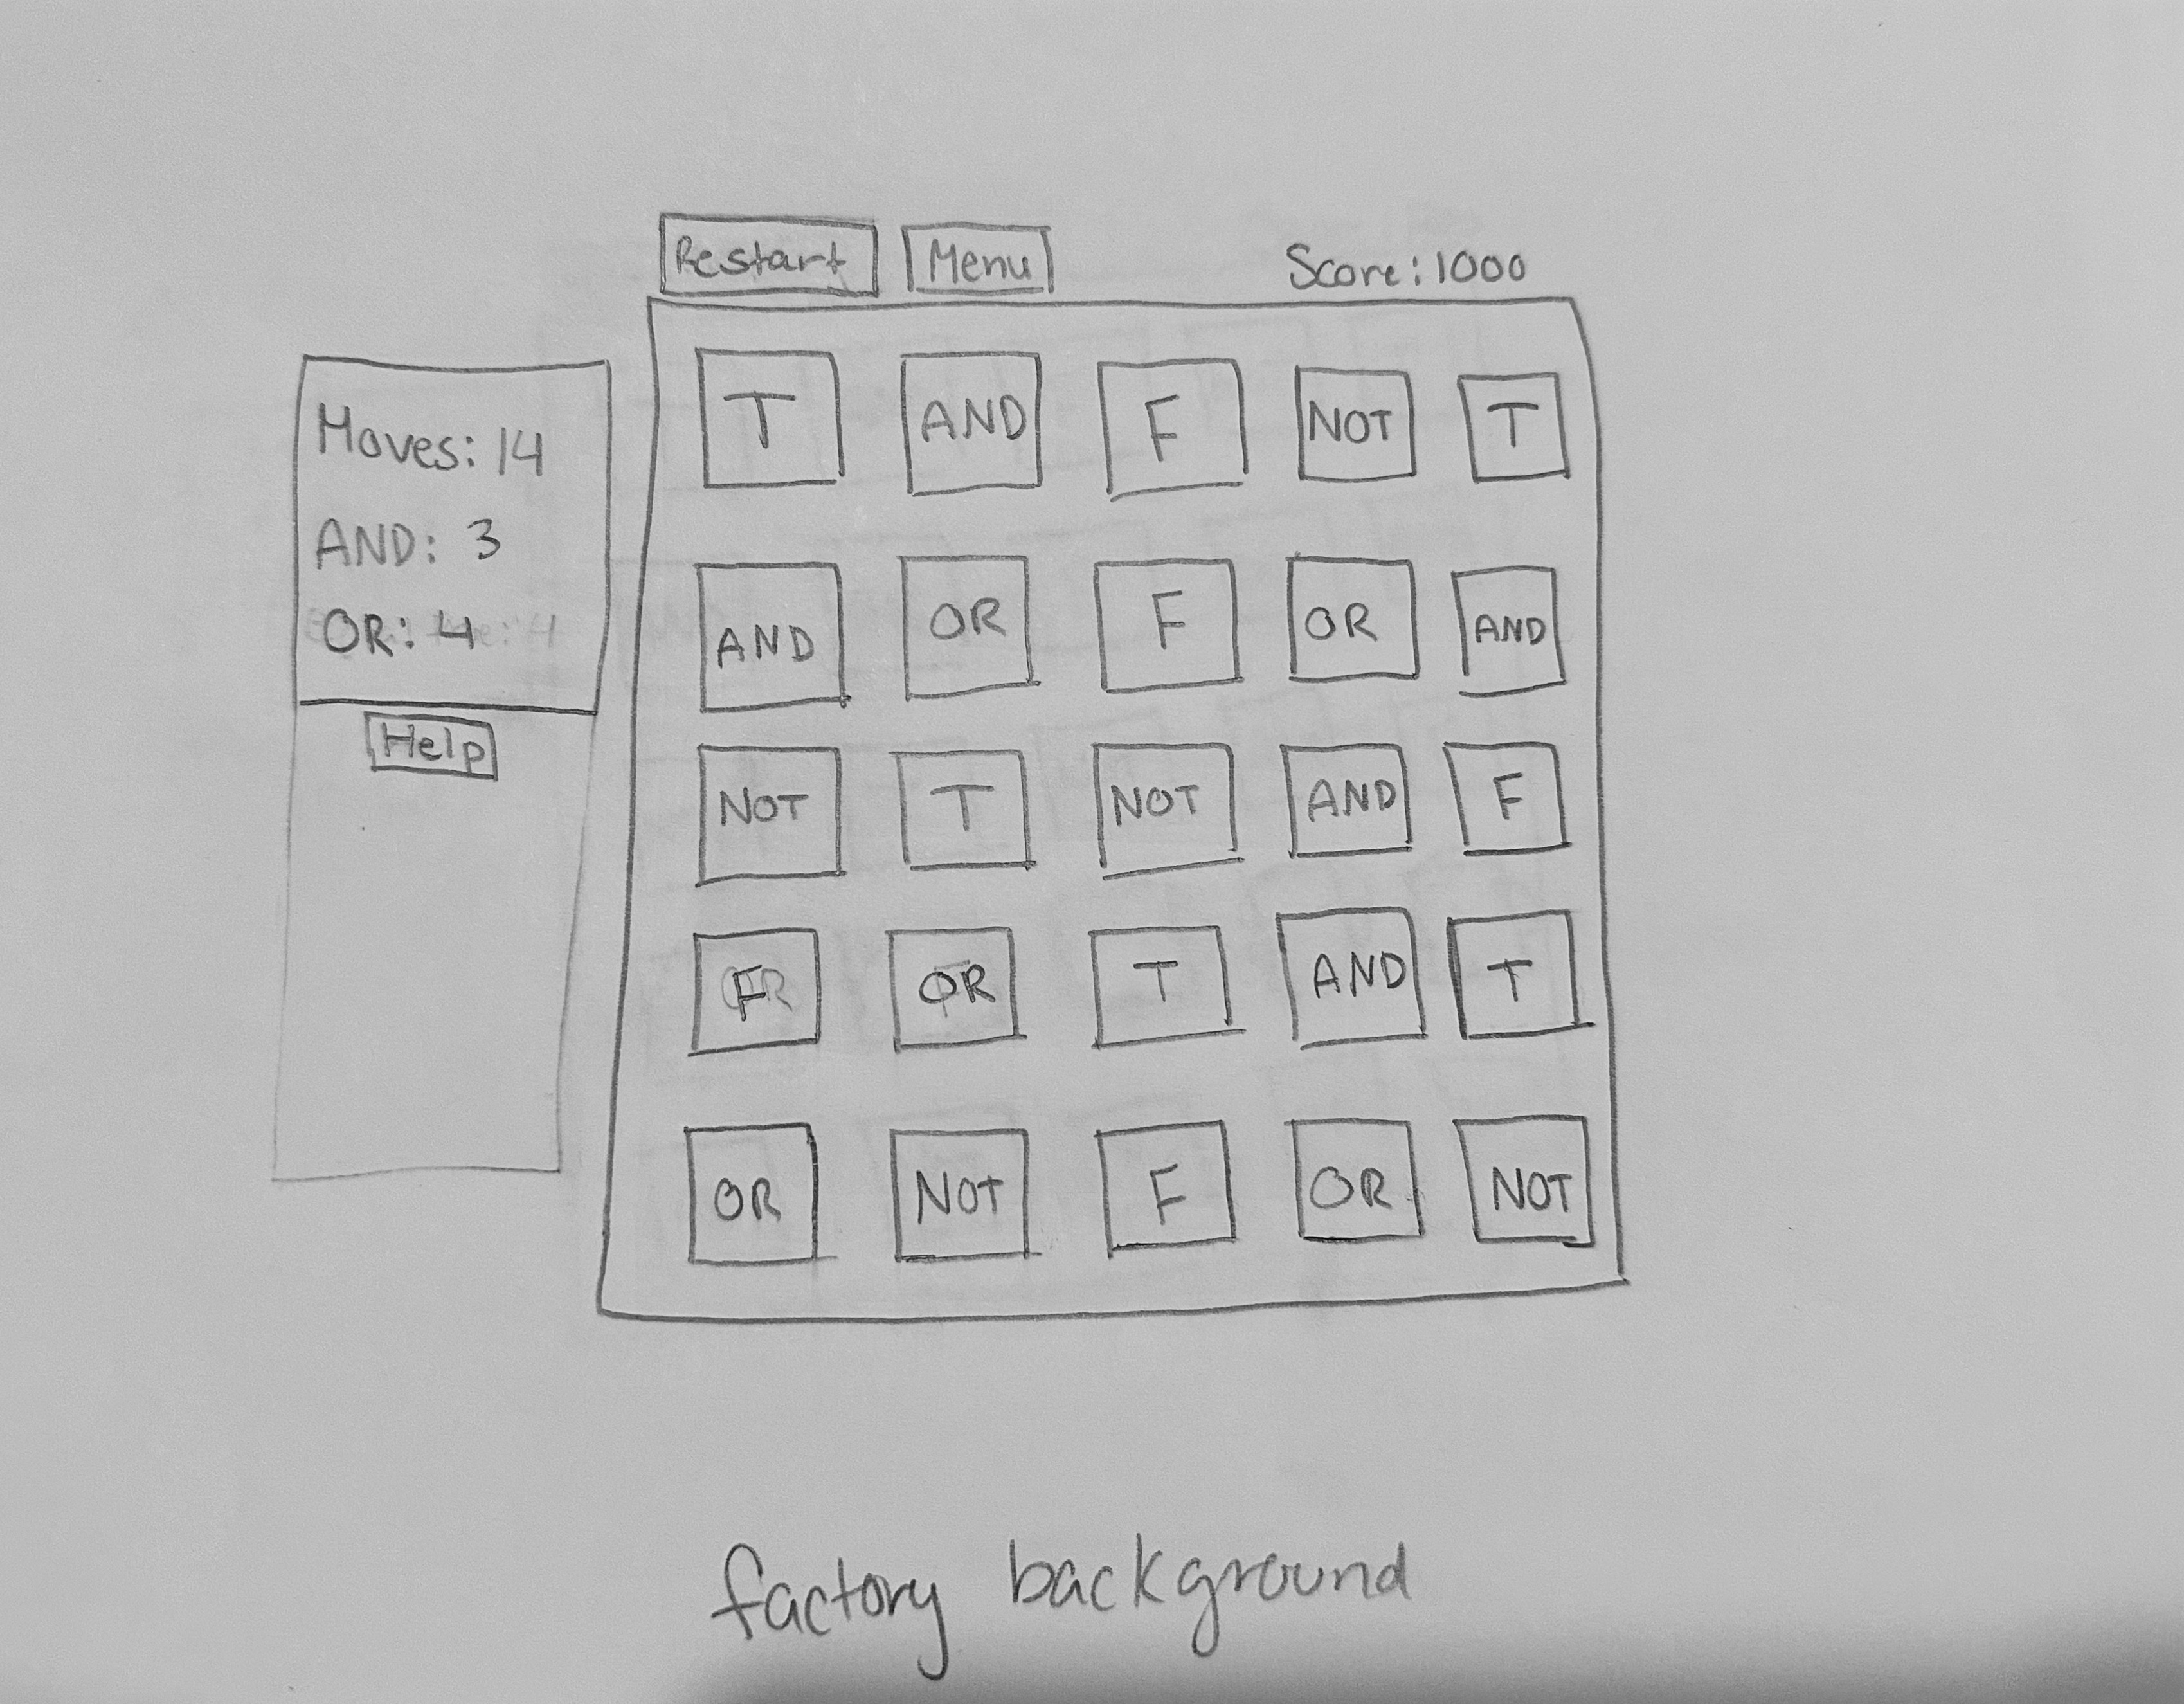 Restart Menu Score: 1000
Moves: 14
AND: 3
OR: 4
Help
T AND F NOT T
AND OR F OR AND
NOT T NOT AND F
F OR T AND T
OR NOT F OR NOT
factory background